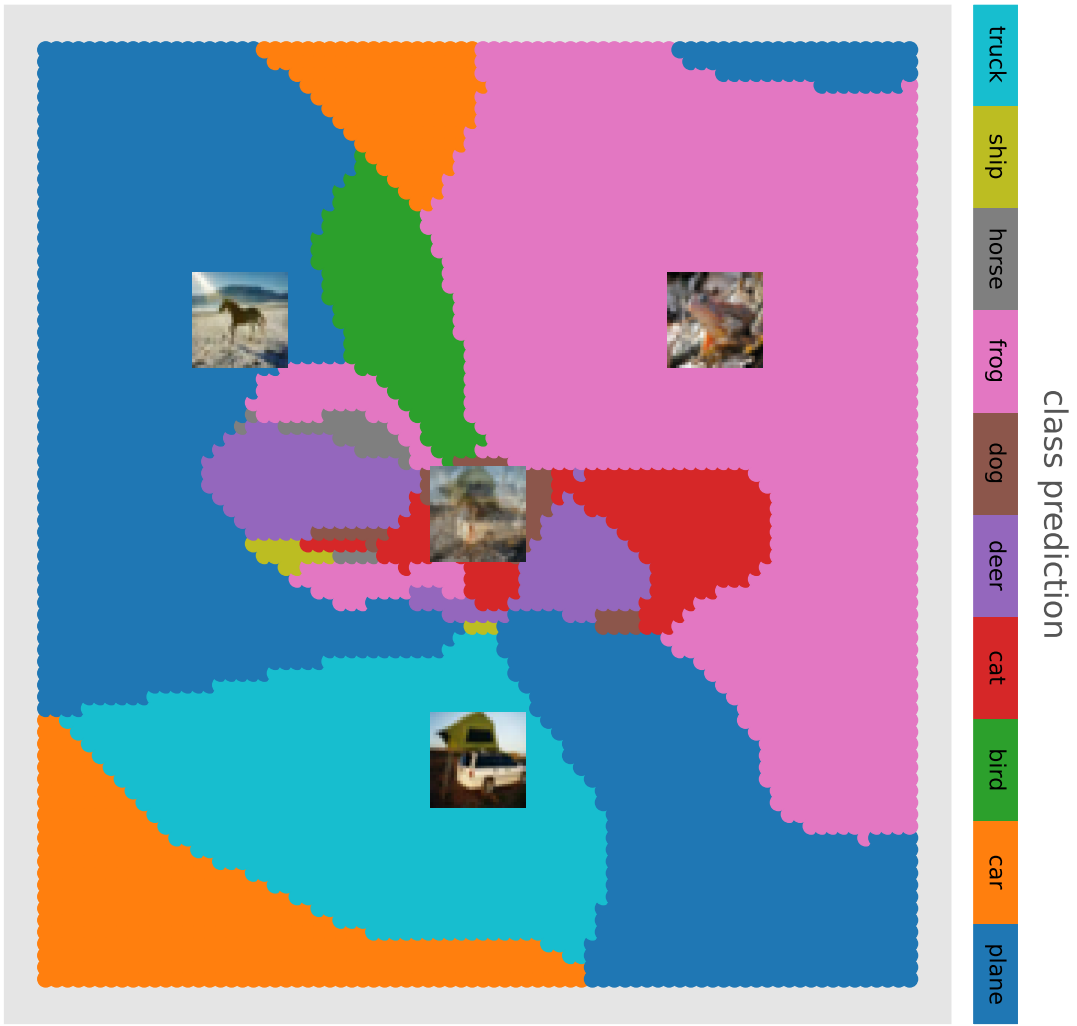 truck
ship
horse
frog
dog
deer
cat
bird
car
plane
class prediction